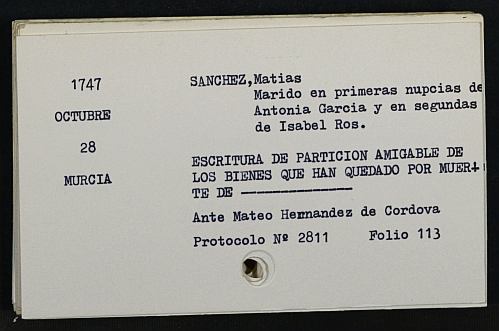 1747
OCTUBRE
28
MURCIA
SANCHEZ,Matias
Marido en primeras nupcias de
Antonia Garcia y en segundas
de Isabel Ros.
ESCRITURA DE PARTICION AMIGABLE DE
LOS BIENES QUE HAN QUEDADO POR MUER-
TE DE ——————————
Ante Mateo Hernandez de Cordova
Protocolo Nº 2811 Folio 113